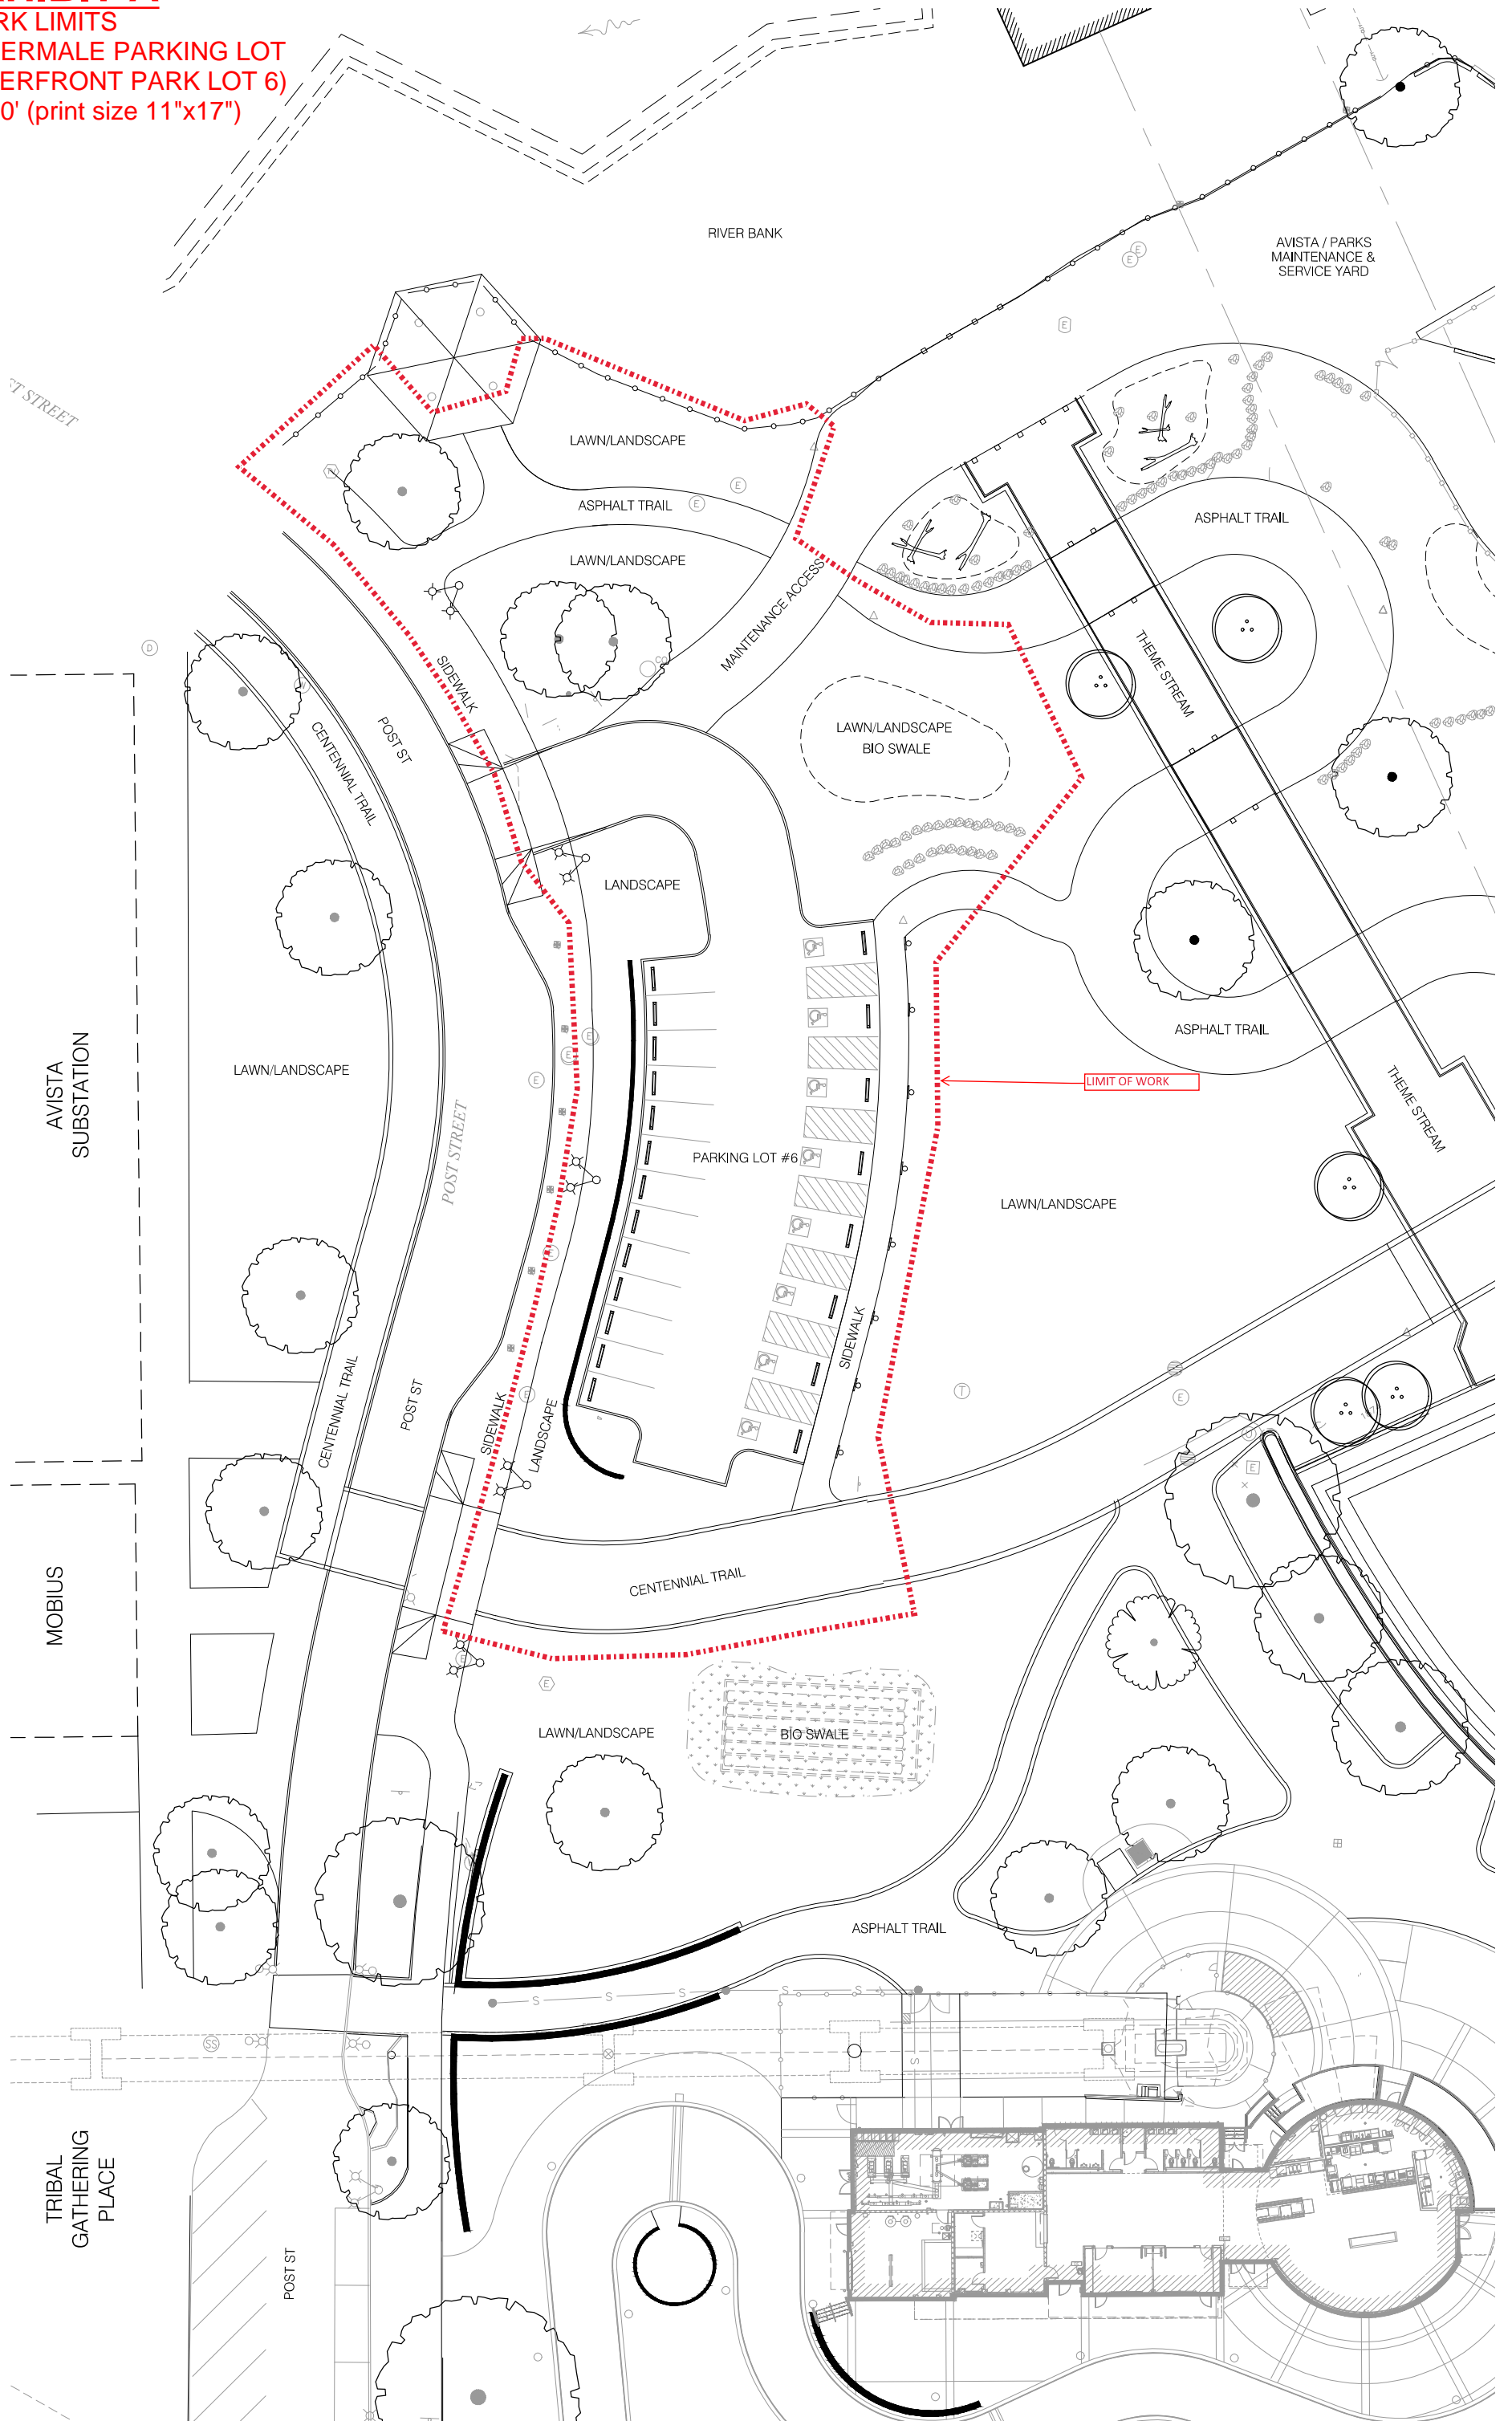 RK LIMITS
ERMALE PARKING LOT
ERFRONT PARK LOT 6)
0' (print size 11"x17")
RIVER BANK
AVISTA / PARKS
MAINTENANCE &
SERVICE YARD
ST STREET
LAWN/LANDSCAPE
ASPHALT TRAIL
ASPHALT TRAIL
LAWN/LANDSCAPE
MAINTENANCE ACCESS
SIDEWALK
THEME STREAM
POST ST
CENTENNIAL TRAIL
LAWN/LANDSCAPE
BIO SWALE
LANDSCAPE
ASPHALT TRAIL
AVISTA
SUBSTATION
LAWN/LANDSCAPE
LIMIT OF WORK
THEME STREAM
POST STREET
PARKING LOT #6
LAWN/LANDSCAPE
SIDEWALK
CENTENNIAL TRAIL
POST ST
SIDEWALK
LANDSCAPE
MOBIUS
CENTENNIAL TRAIL
LAWN/LANDSCAPE
BIO SWALE
ASPHALT TRAIL
TRIBAL
GATHERING
PLACE
POST ST